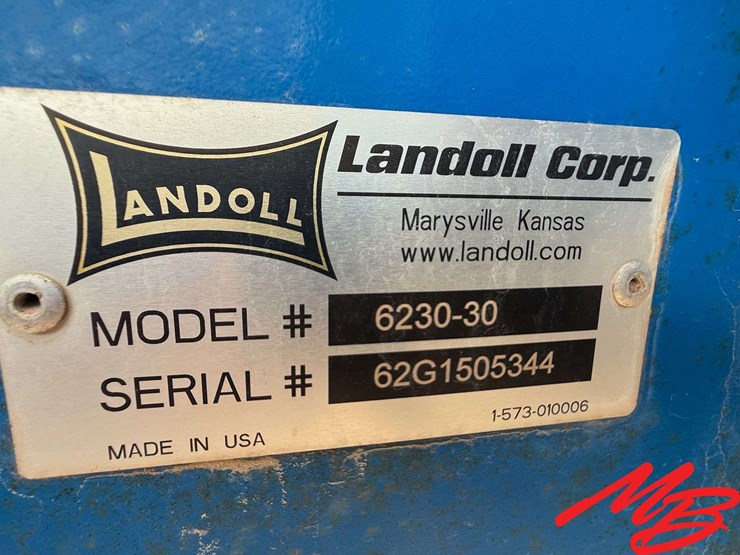 LANDOLL
Landoll Corp.
Marysville Kansas
www.landoll.com
MODEL # 6230-30
SERIAL # 62G1505344
1-573-010006
MADE IN USA
MB